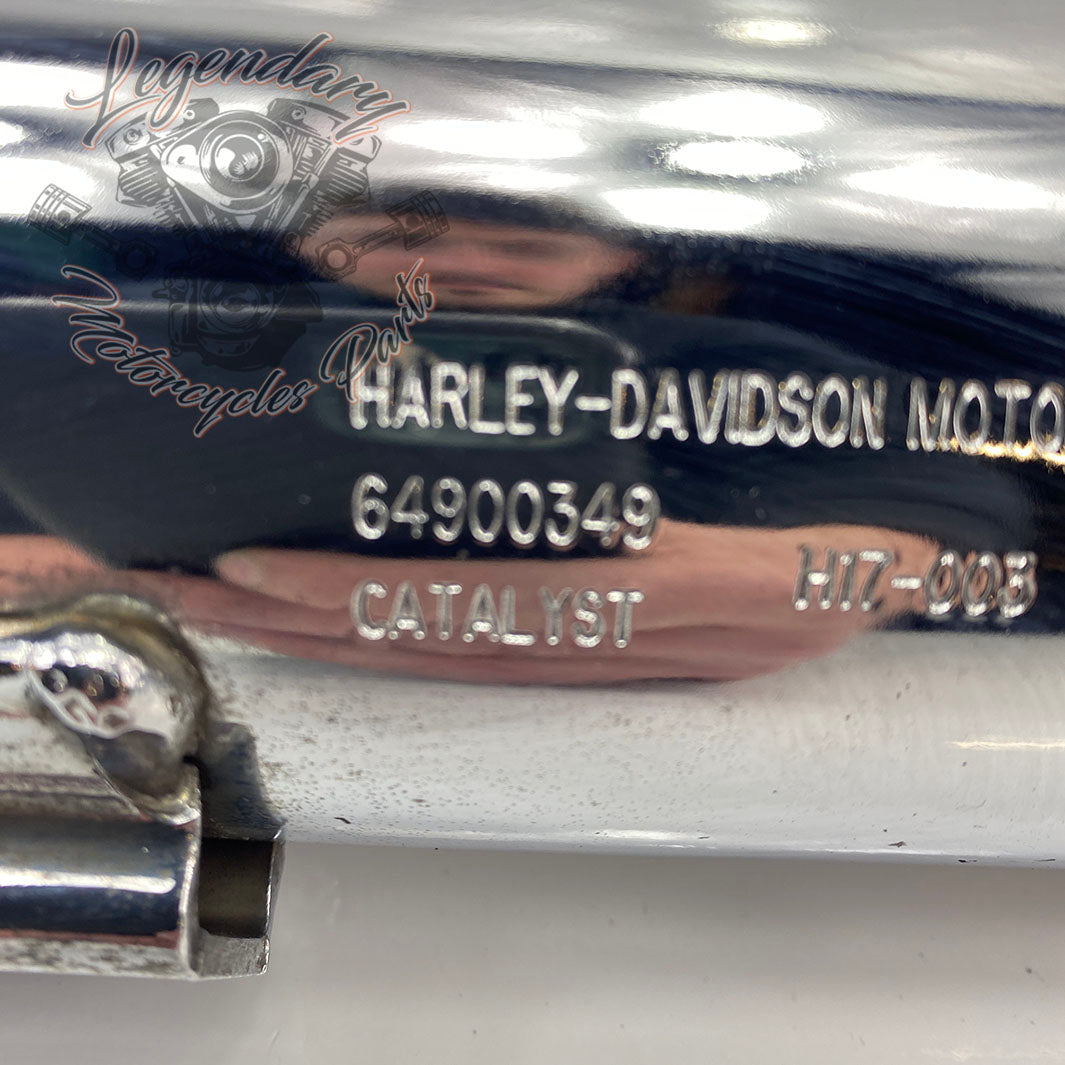 Legendary
Motorcycles Parts
HARLEY-DAVIDSON MOTO
64900349
H17-003
CATALYST